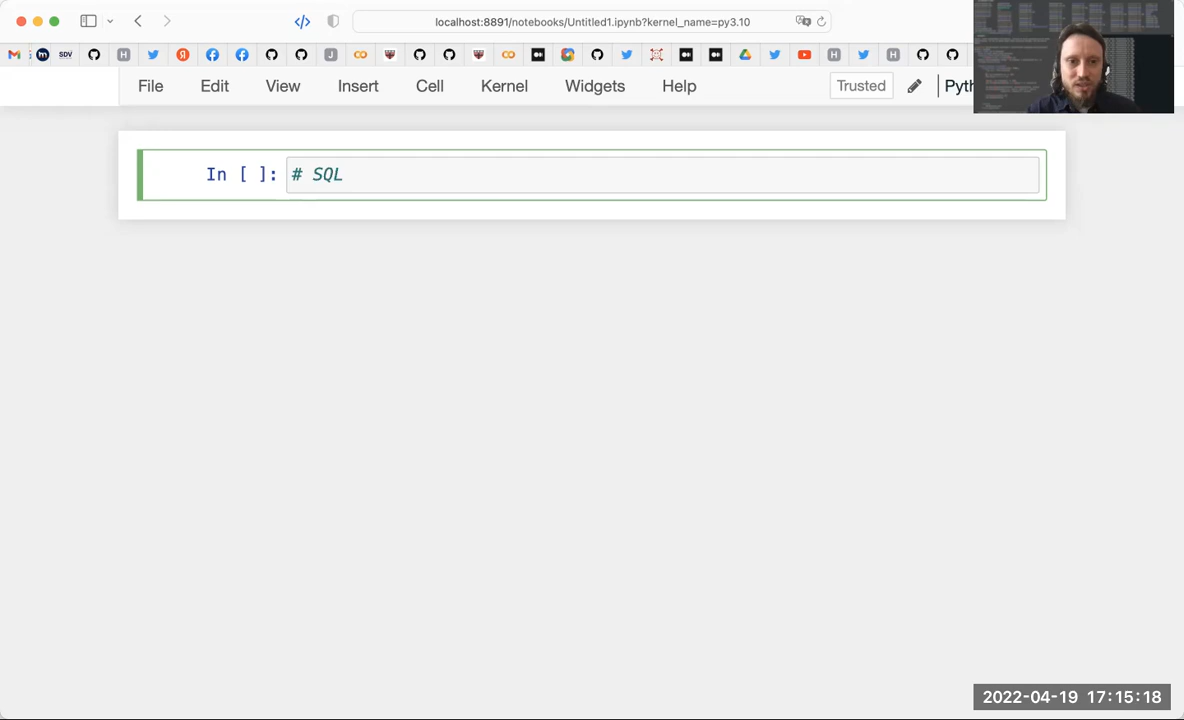 localhost:8891/notebooks/Untitled1.ipynb?kernel_name=py3.10
SDV
File Edit View Insert Cell Kernel Widgets Help Trusted Pyth
In [ ]: # SQL
2022-04-19 17:15:18